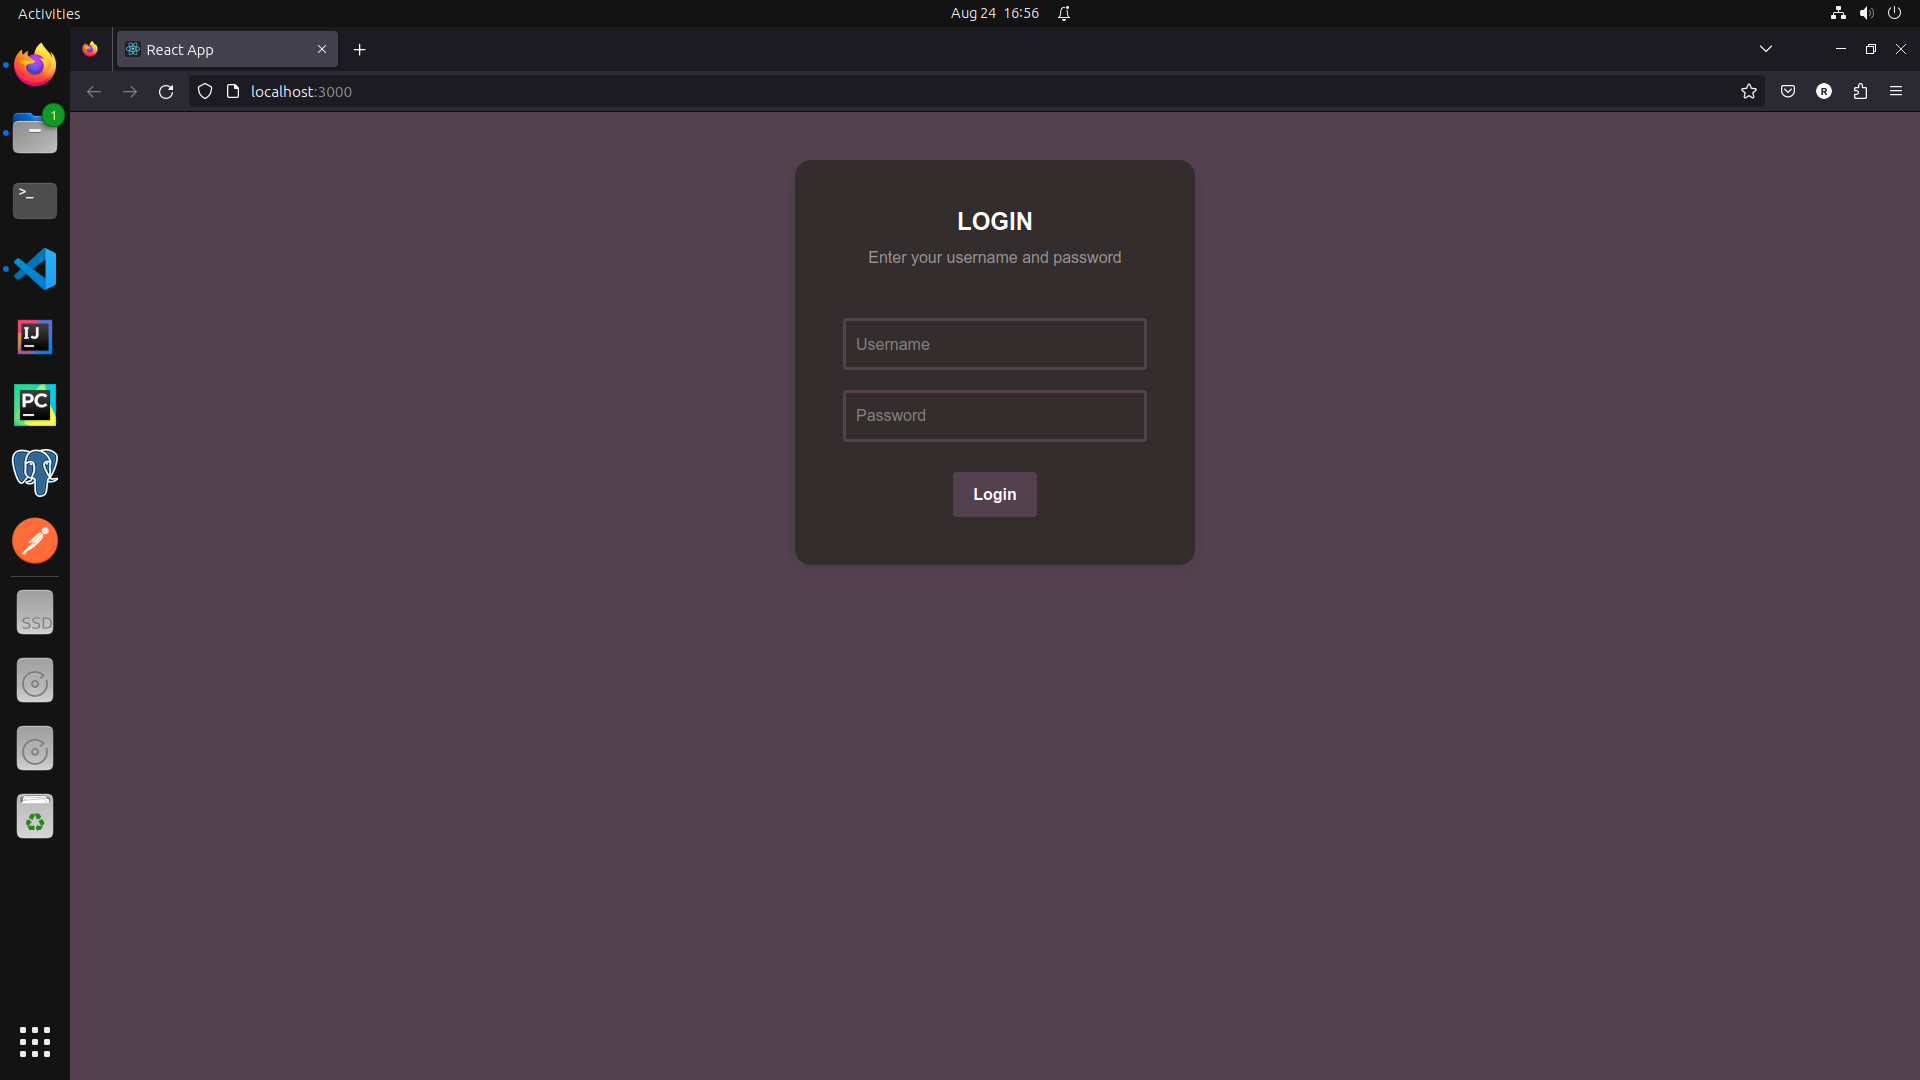 Activities
Aug 24 16:56
React App
localhost:3000
R
1
>_
IJ
PC
SSD
LOGIN
Enter your username and password
Username
Password
Login